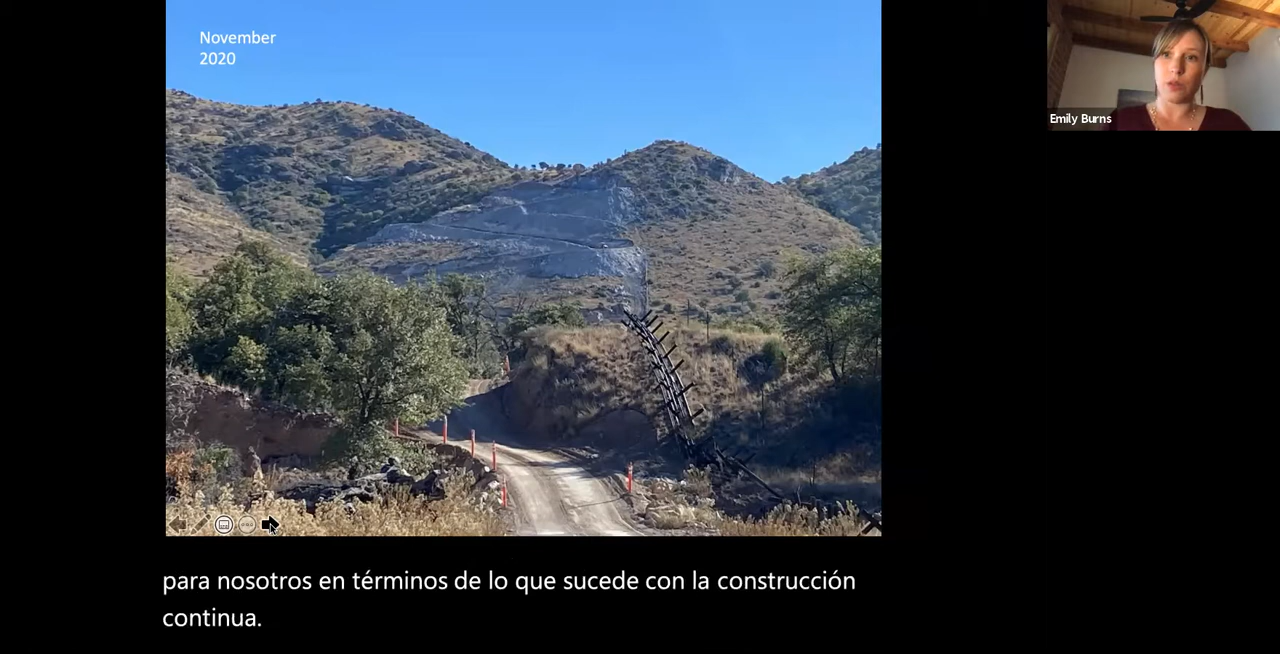 November
2020
Emily Burns
para nosotros en términos de lo que sucede con la construcción
continua.